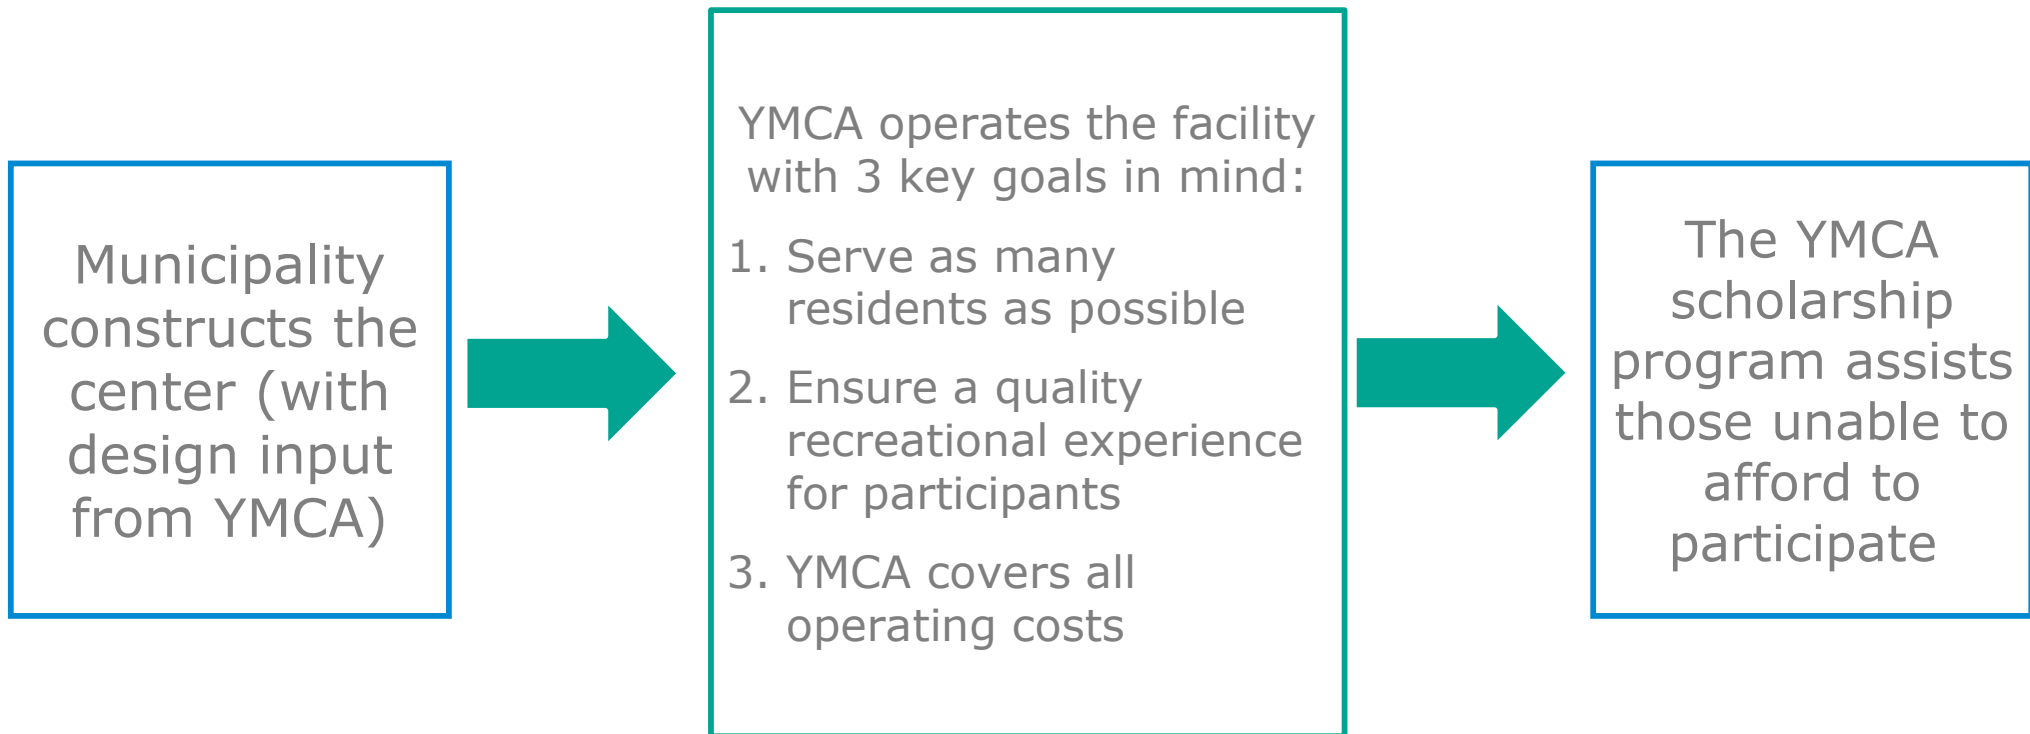 Municipality
constructs the
center (with
design input
from YMCA)
YMCA operates the facility
with 3 key goals in mind:
1. Serve as many
residents as possible
2. Ensure a quality
recreational experience
for participants
3. YMCA covers all
operating costs
The YMCA
scholarship
program assists
those unable to
afford to
participate